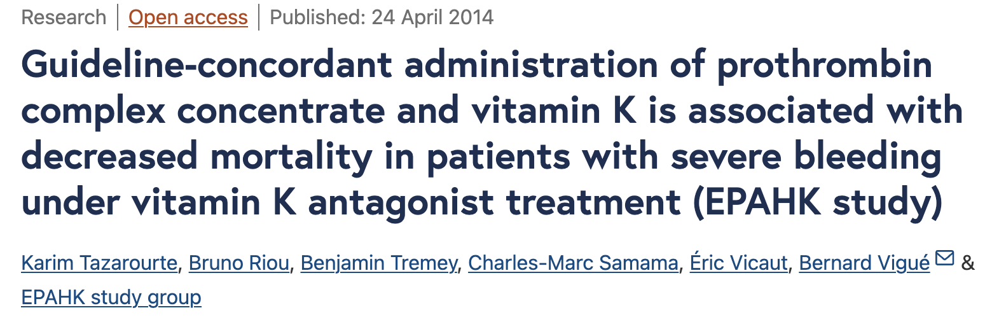 Research | Open access | Published: 24 April 2014
Guideline-concordant administration of prothrombin
complex concentrate and vitamin K is associated with
decreased mortality in patients with severe bleeding
under vitamin K antagonist treatment (EPAHK study)
Karim Tazarourte, Bruno Riou, Benjamin Tremey, Charles-Marc Samama, Éric Vicaut, Bernard Vigué &
EPAHK study group